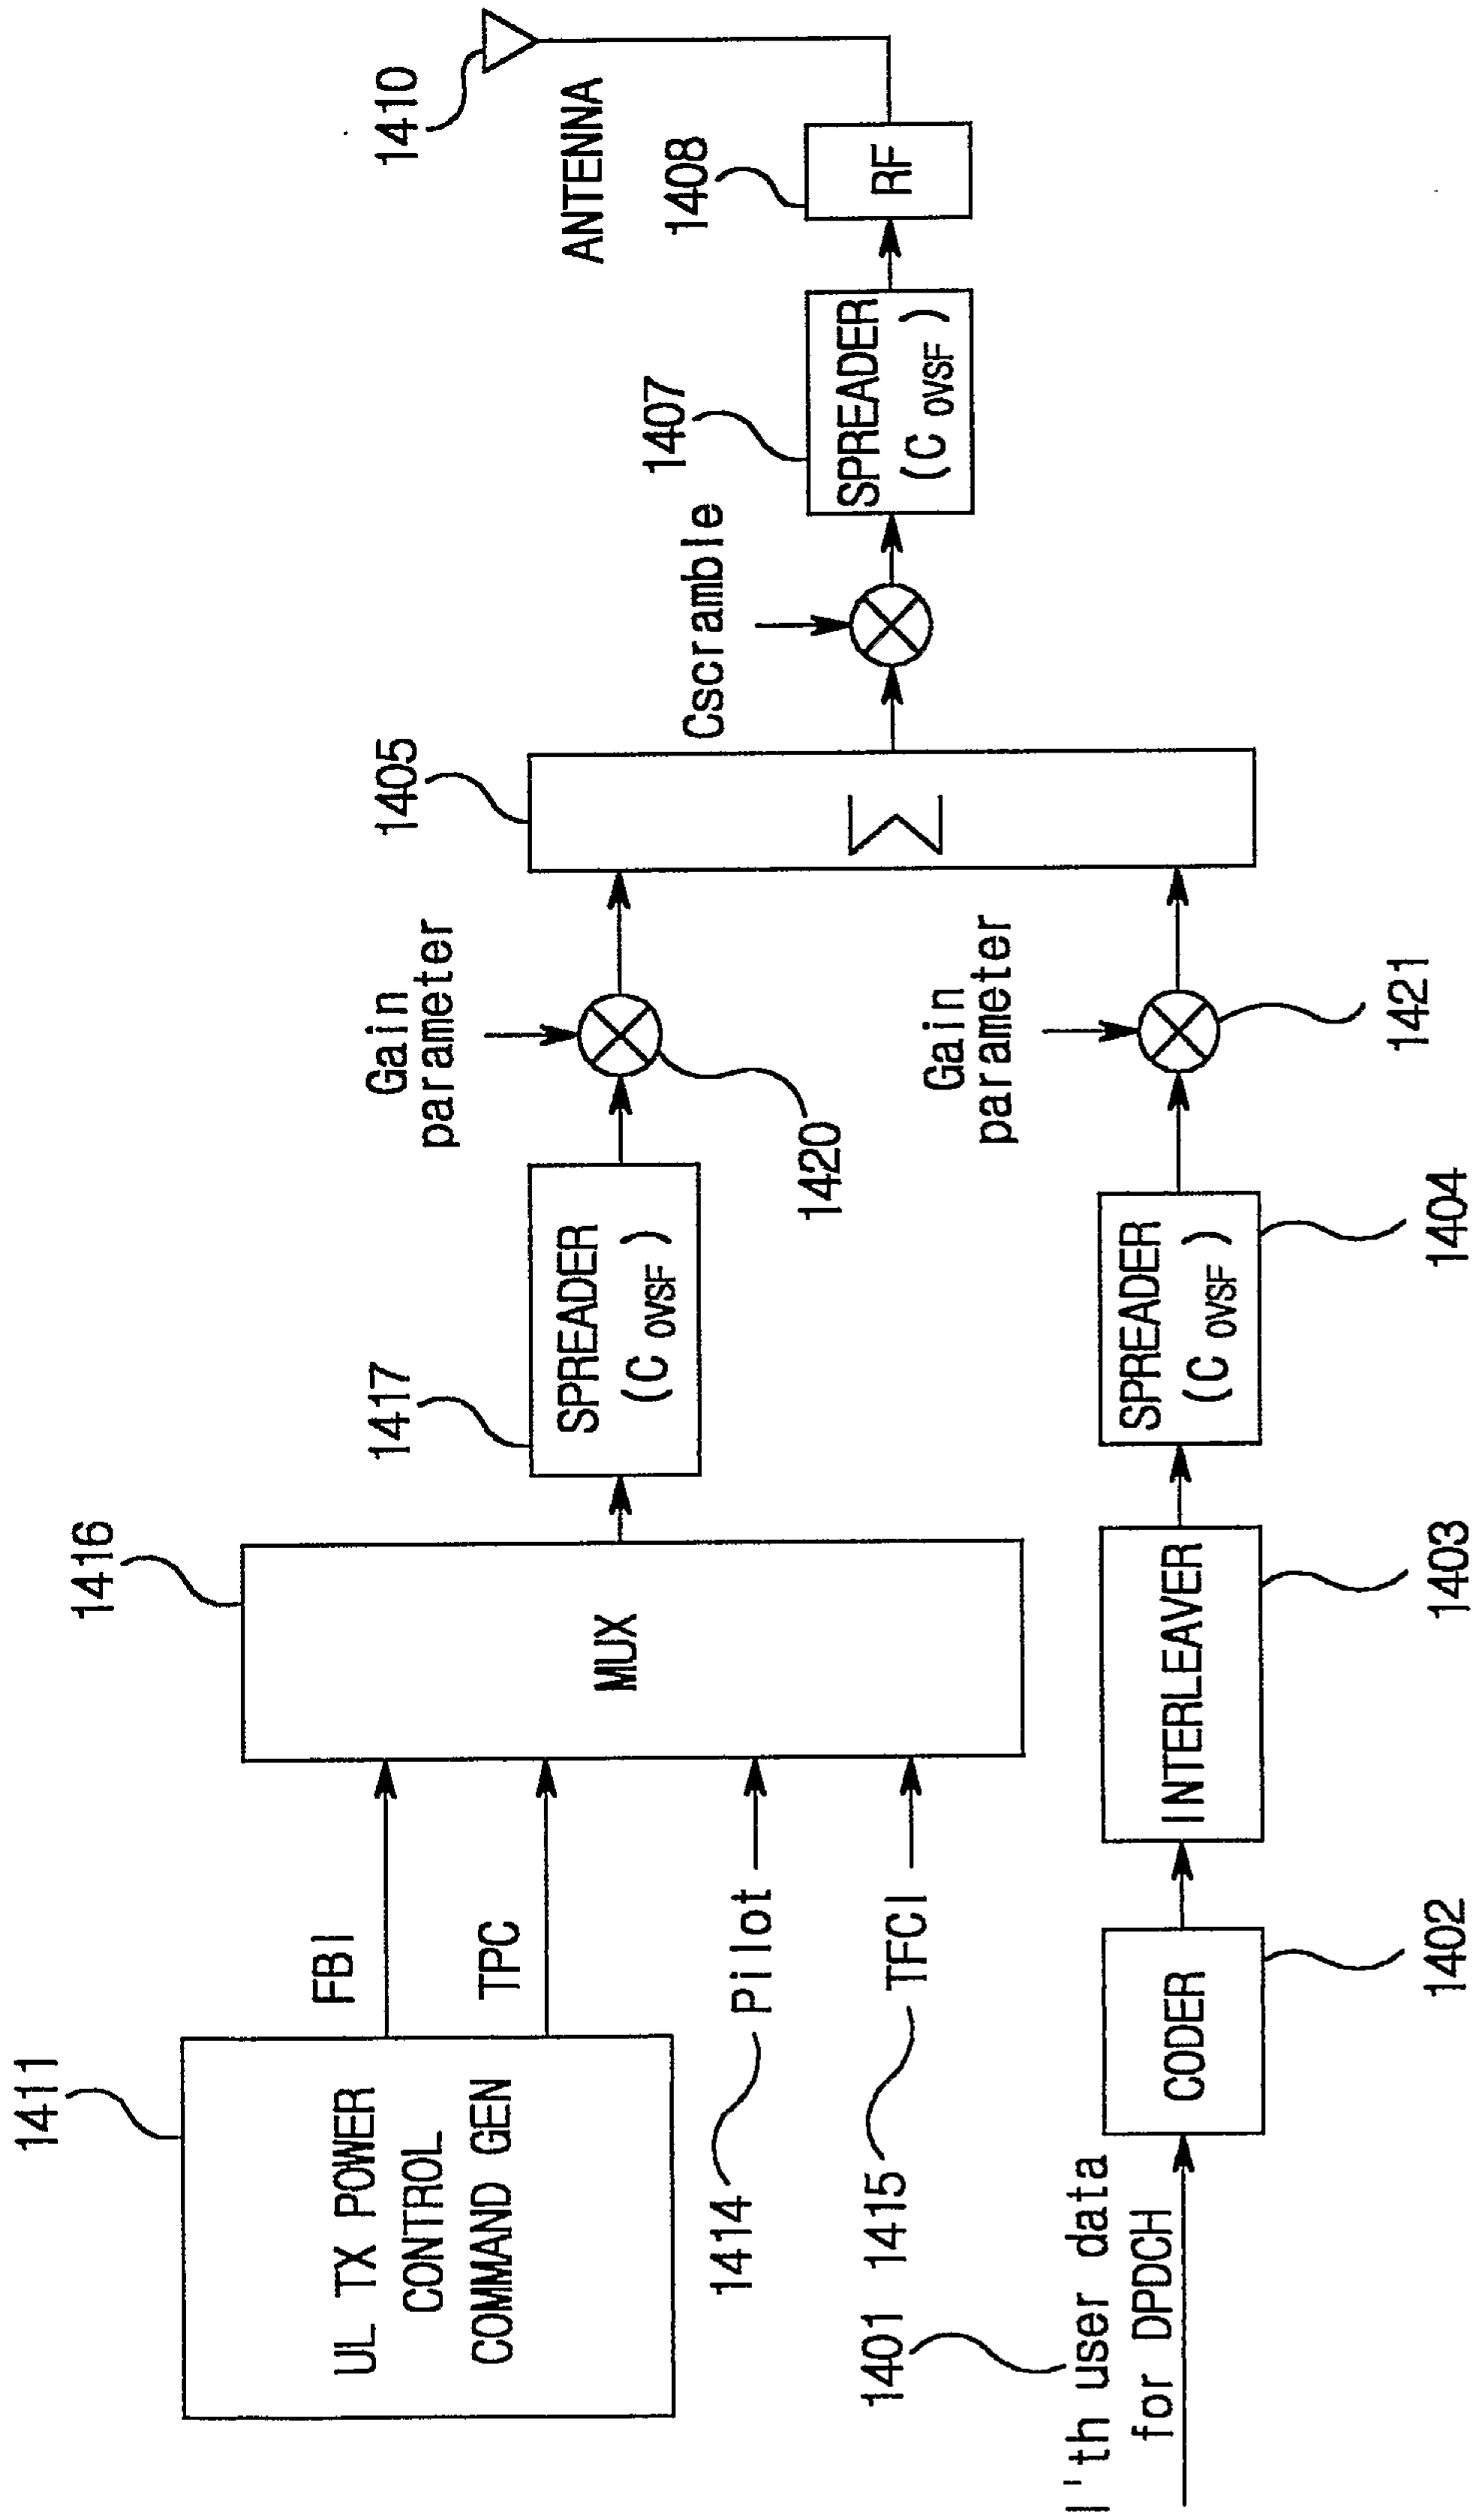 1411
UL TX POWER
CONTROL
COMMAND GEN
FBI
TPC
1414
Pilot
1415
TFCI
1416
MUX
1417
SPREADER
(C OVSF )
Gain
parameter
1420
1405
Σ
Cscramble
1407
SPREADER
(C OVSF )
1408
RF
ANTENNA
1410
1401
I'th user data
for DPDCH
CODER
1402
INTERLEAVER
1403
SPREADER
(C OVSF )
1404
Gain
parameter
1421